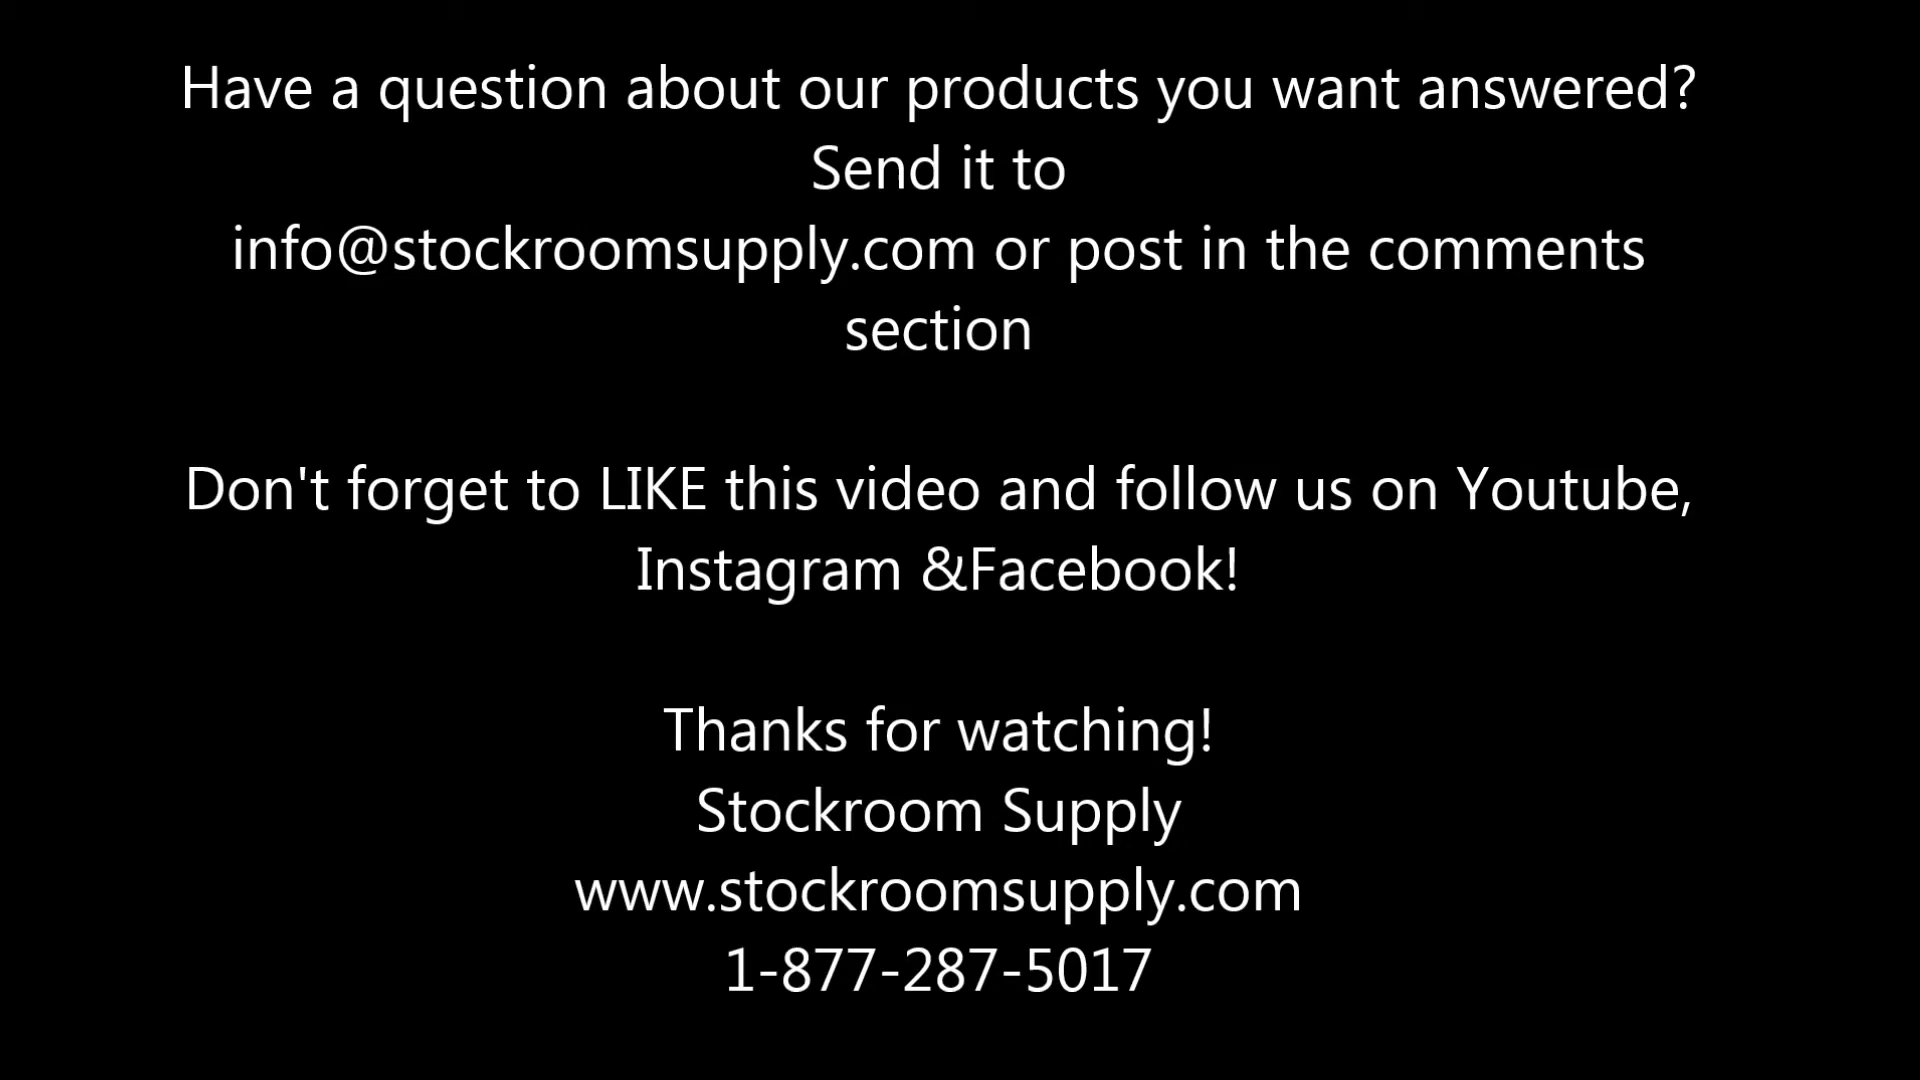 Have a question about our products you want answered?
Send it to
info@stockroomsupply.com or post in the comments
section
Don't forget to LIKE this video and follow us on Youtube,
Instagram &Facebook!
Thanks for watching!
Stockroom Supply
www.stockroomsupply.com
1-877-287-5017